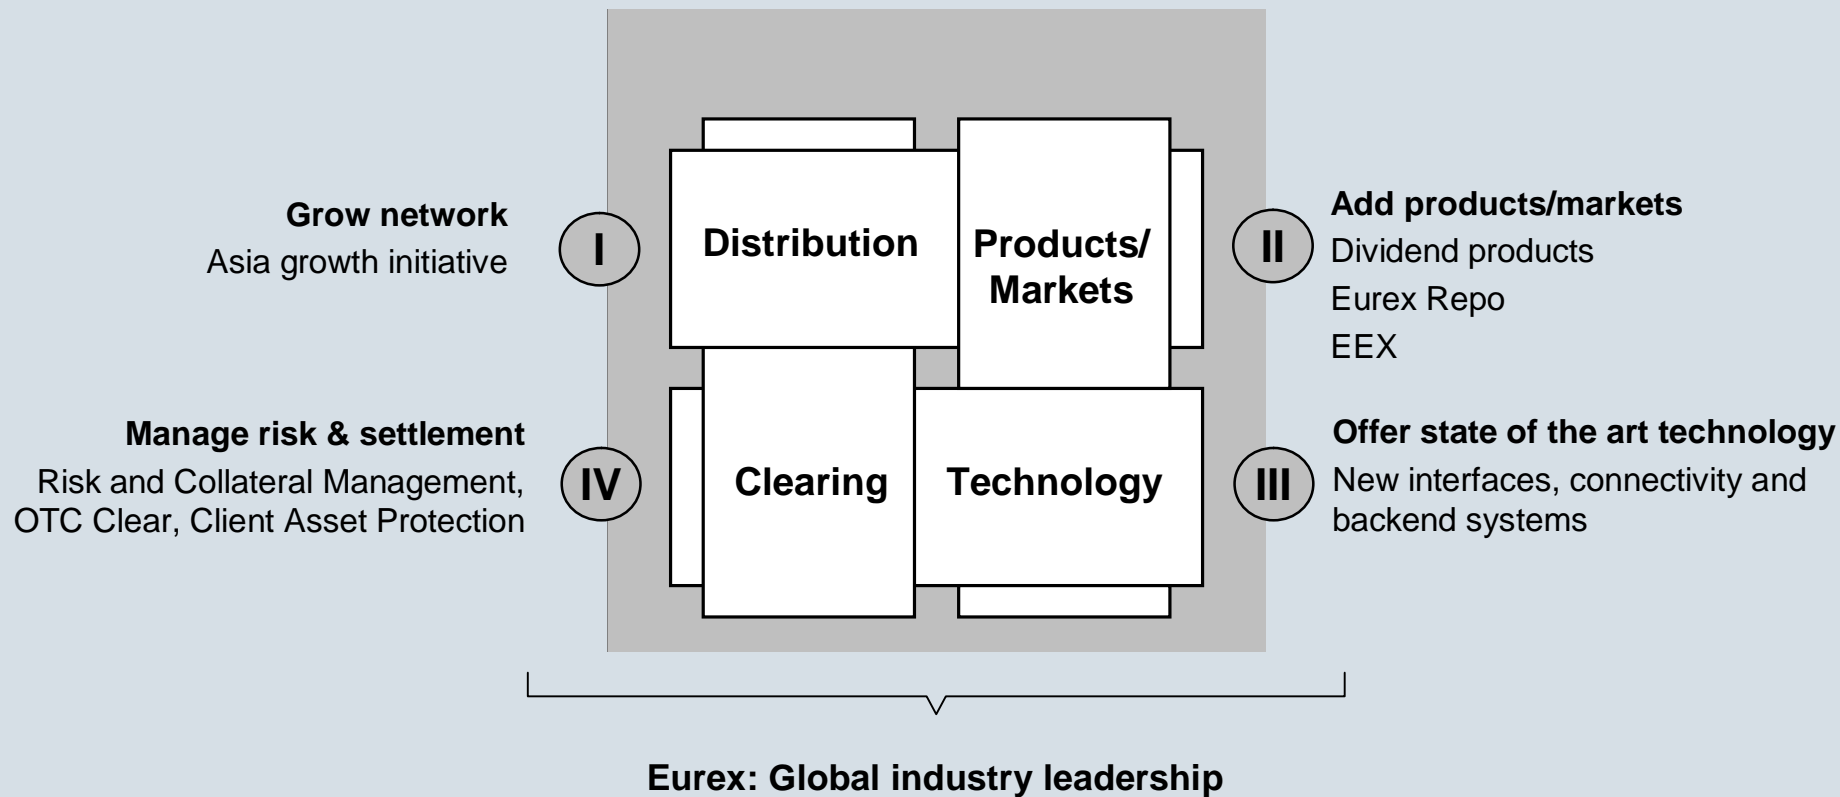 Grow network
Asia growth initiative
I
Distribution
Products/
Markets
II
Add products/markets
Dividend products
Eurex Repo
EEX
Manage risk & settlement
Risk and Collateral Management,
OTC Clear, Client Asset Protection
IV
Clearing
Technology
III
Offer state of the art technology
New interfaces, connectivity and
backend systems
Eurex: Global industry leadership